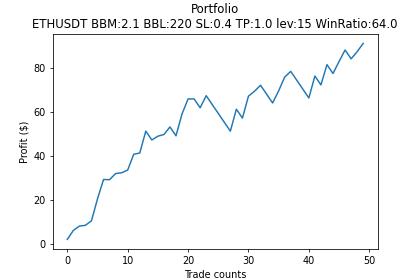 Portfolio
ETHUSDT BBM:2.1 BBL:220 SL:0.4 TP:1.0 lev:15 WinRatio:64.0
80
60
40
20
0
Profit ($)
0 10 20 30 40 50
Trade counts